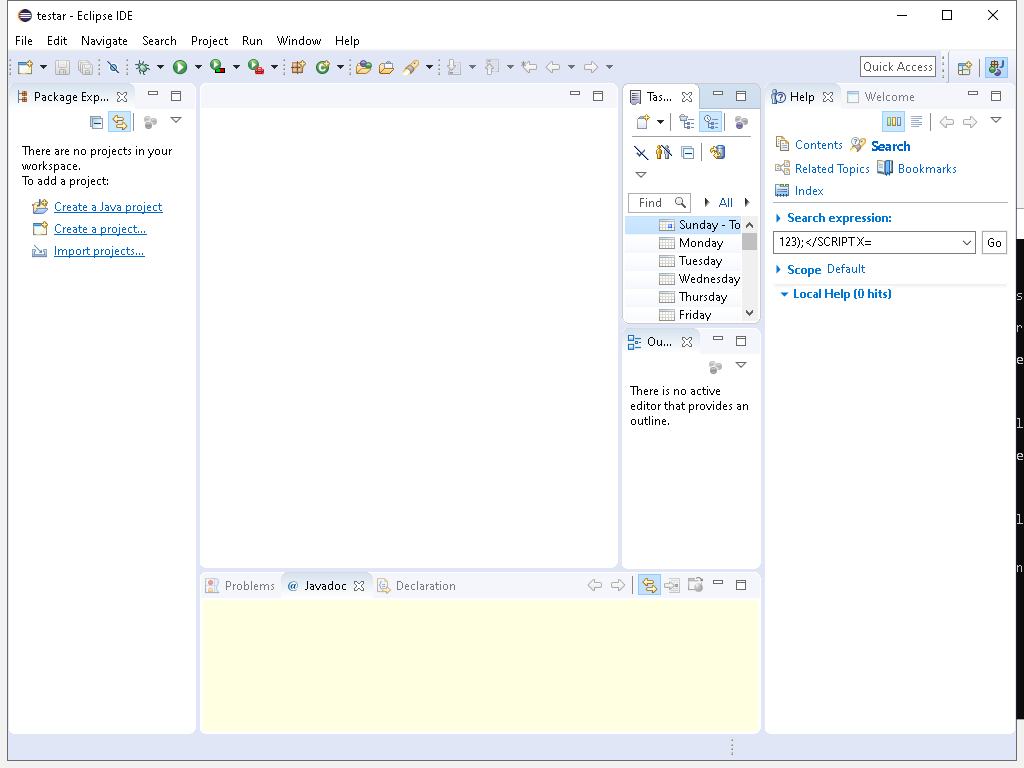 testar - Eclipse IDE
File Edit Navigate Search Project Run Window Help
Quick Access
Package Exp...
There are no projects in your
workspace.
To add a project:
Create a Java project
Create a project...
Import projects...
Tas...
Find
All
Sunday - To
Monday
Tuesday
Wednesday
Thursday
Friday
Ou...
There is no active
editor that provides an
outline.
Help Welcome
Contents Search
Related Topics Bookmarks
Index
Search expression:
123);</SCRIPT X=
Go
Scope Default
Local Help (0 hits)
Problems @ Javadoc Declaration